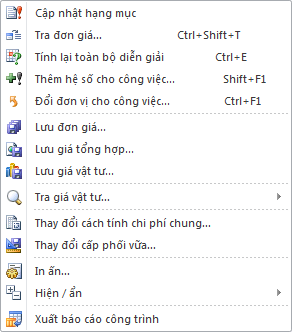 Cập nhật hạng mục
Tra đơn giá... Ctrl+Shift+T
Tính lại toàn bộ diễn giải Ctrl+E
Thêm hệ số cho công việc... Shift+F1
Đổi đơn vị cho công việc... Ctrl+F1
Lưu đơn giá...
Lưu giá tổng hợp...
Lưu giá vật tư...
Tra giá vật tư...
Thay đổi cách tính chi phí chung...
Thay đổi cấp phối vữa...
In ấn...
Hiện / ẩn
Xuất báo cáo công trình